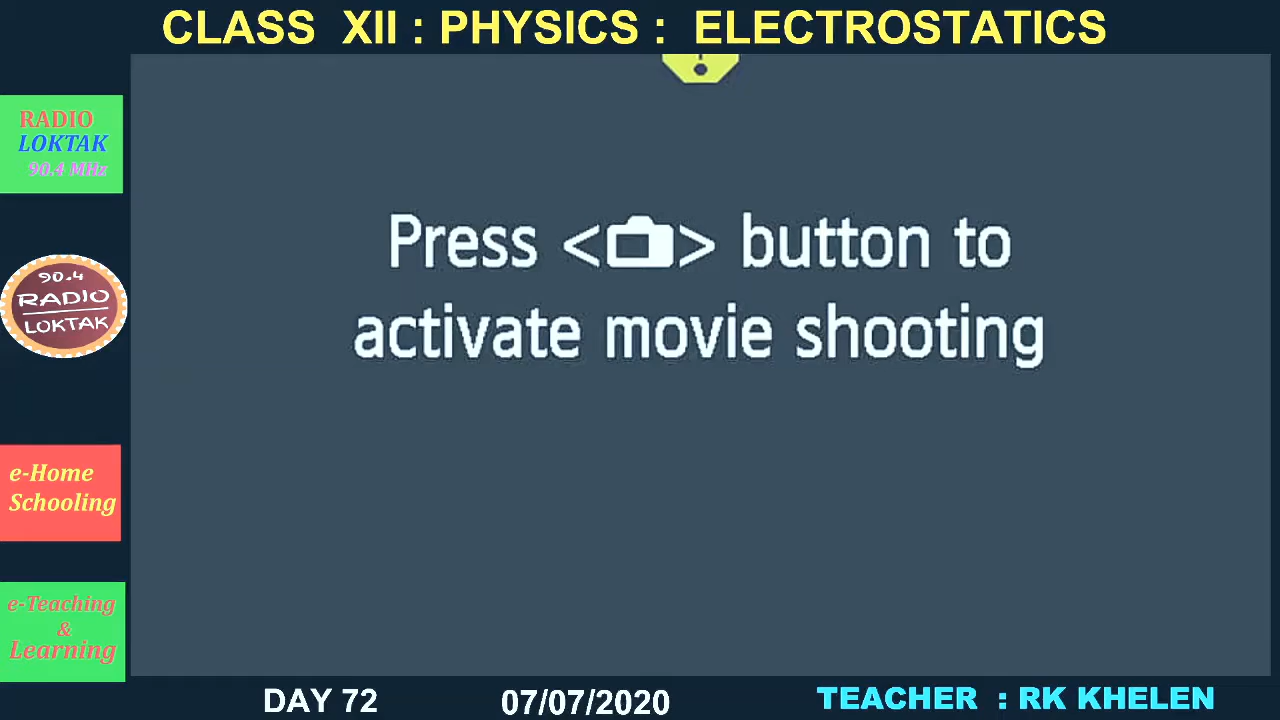 CLASS XII : PHYSICS : ELECTROSTATICS
RADIO
LOKTAK
90.4 MHz
90.4
RADIO
LOKTAK
e-Home
Schooling
e-Teaching
&
Learning
Press <📷> button to
activate movie shooting
DAY 72
07/07/2020
TEACHER : RK KHELEN